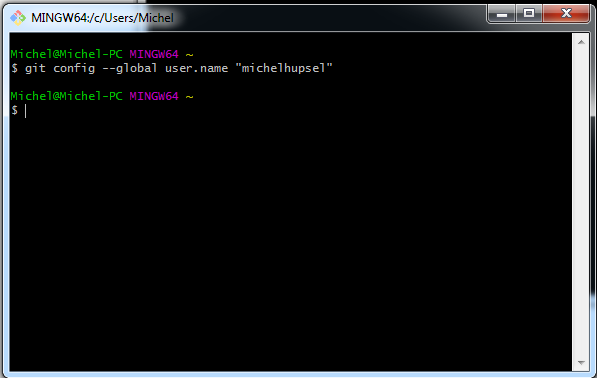 MINGW64:/c/Users/Michel
Michel@Michel-PC MINGW64 ~
$ git config --global user.name "michelhupsel"
Michel@Michel-PC MINGW64 ~
$